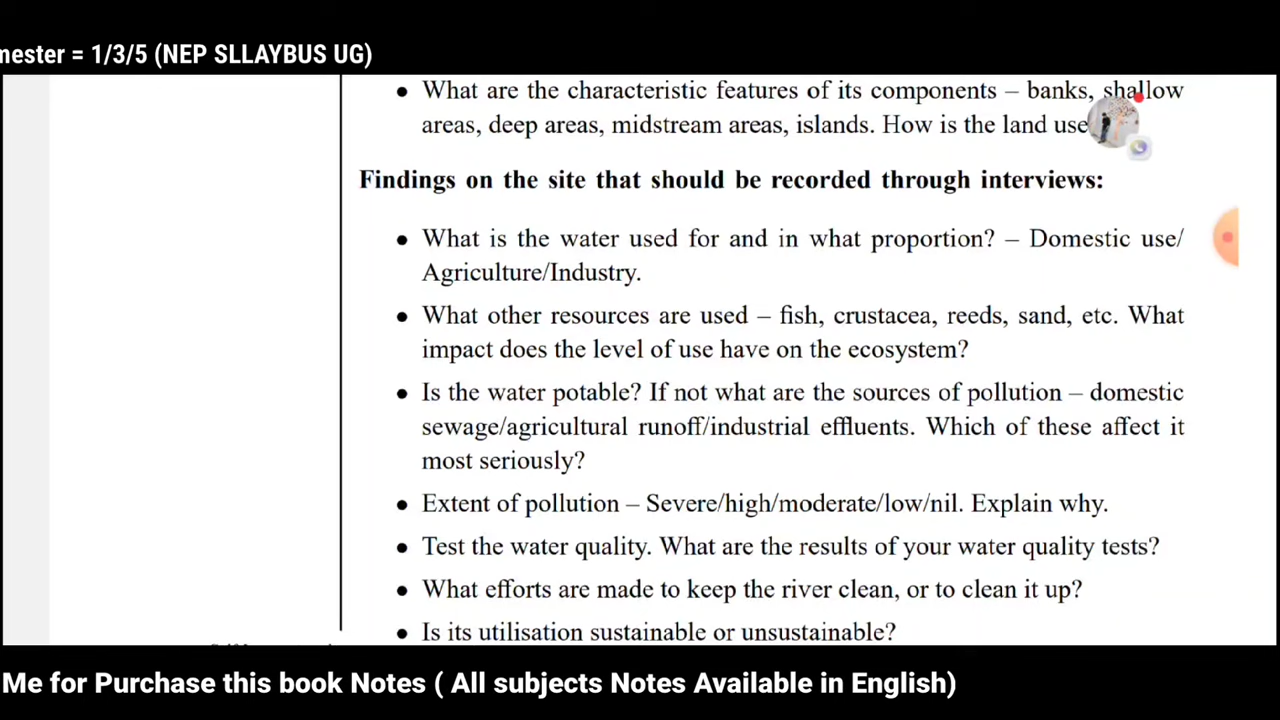 mester = 1/3/5 (NEP SLLAYBUS UG)
● What are the characteristic features of its components – banks, shallow
areas, deep areas, midstream areas, islands. How is the land use
Findings on the site that should be recorded through interviews:
● What is the water used for and in what proportion? – Domestic use/
Agriculture/Industry.
● What other resources are used – fish, crustacea, reeds, sand, etc. What
impact does the level of use have on the ecosystem?
● Is the water potable? If not what are the sources of pollution – domestic
sewage/agricultural runoff/industrial effluents. Which of these affect it
most seriously?
● Extent of pollution – Severe/high/moderate/low/nil. Explain why.
● Test the water quality. What are the results of your water quality tests?
● What efforts are made to keep the river clean, or to clean it up?
● Is its utilisation sustainable or unsustainable?
Me for Purchase this book Notes ( All subjects Notes Available in English)